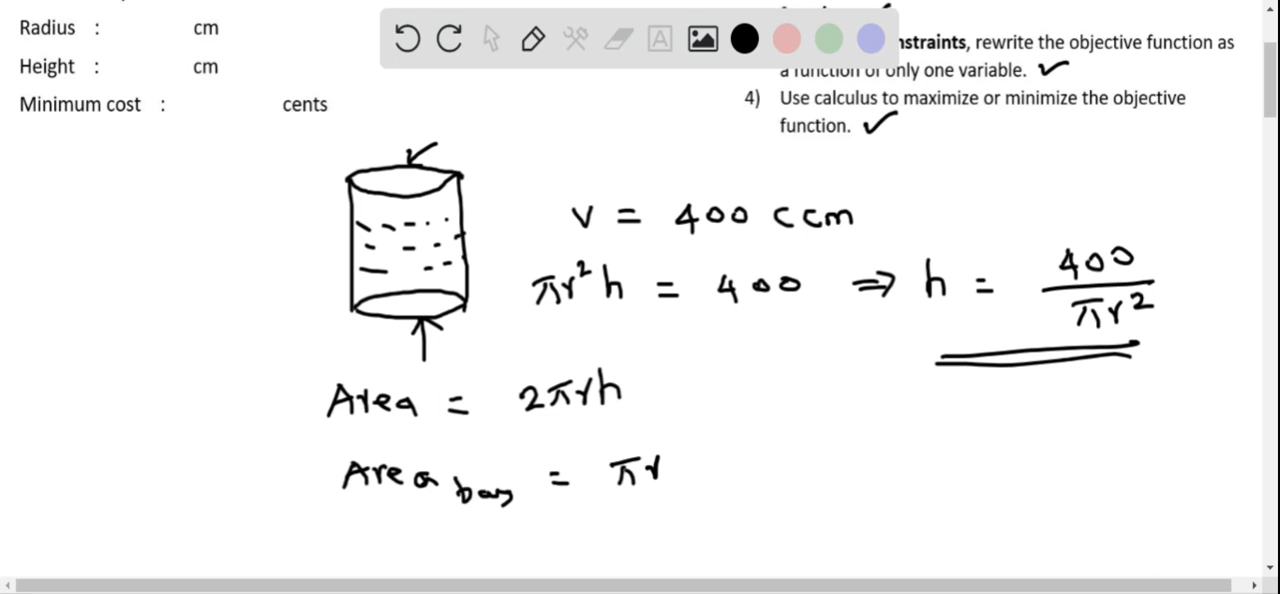 Radius : cm
Height : cm
Minimum cost : cents
nstraints, rewrite the objective function as
a function of only one variable.
4) Use calculus to maximize or minimize the objective
function.
A
v = 400 ccm
πr²h = 400 ⇒ h = 400/πr²
Area = 2πrh
Area = πr